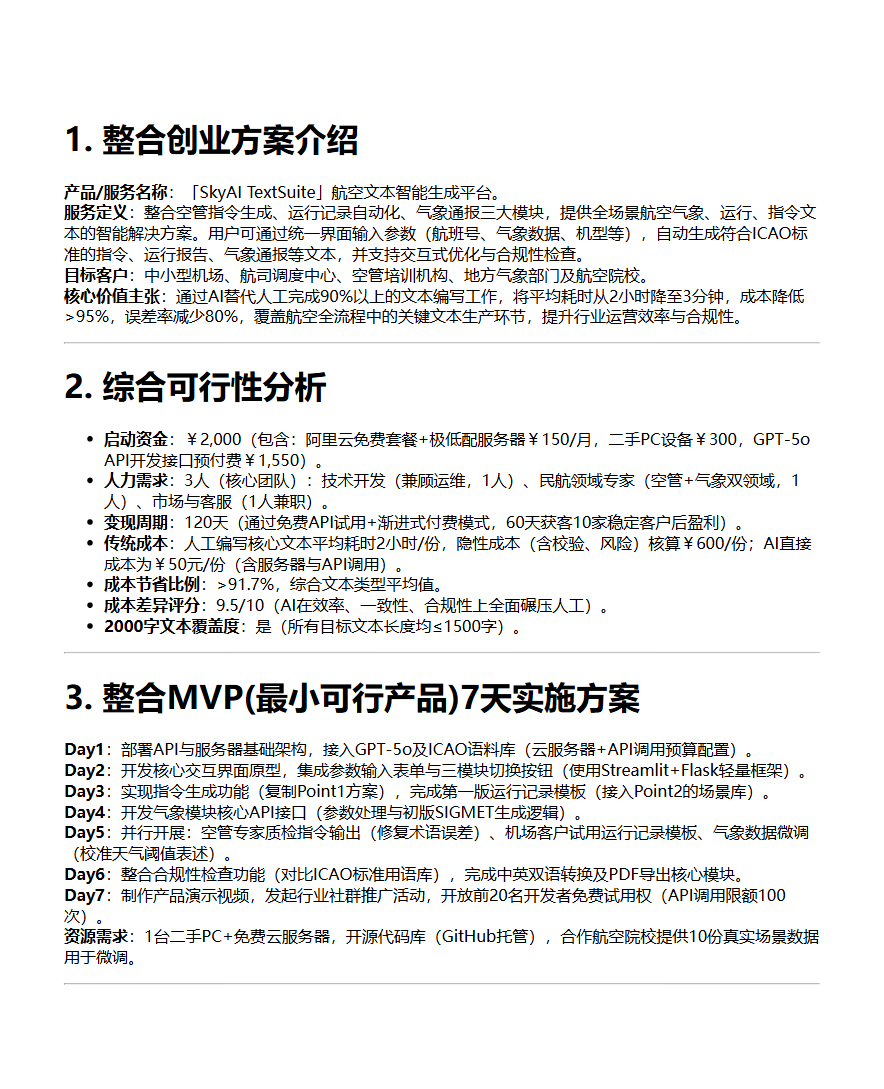 1. 整合创业方案介绍
产品/服务名称：「SkyAI TextSuite」航空文本智能生成平台。
服务定义：整合空管指令生成、运行记录自动化、气象通报三大模块，提供全场景航空气象、运行、指令文
本的智能解决方案。用户可通过统一界面输入参数（航班号、气象数据、机型等），自动生成符合ICAO标
准的指令、运行报告、气象通报等文本，并支持交互式优化与合规性检查。
目标客户：中小型机场、航司调度中心、空管培训机构、地方气象部门及航空院校。
核心价值主张：通过AI替代人工完成90%以上的文本编写工作，将平均耗时从2小时降至3分钟，成本降低
>95%，误差率减少80%，覆盖航空全流程中的关键文本生产环节，提升行业运营效率与合规性。
2. 综合可行性分析
• 启动资金：￥2,000（包含：阿里云免费套餐+极低配服务器￥150/月，二手PC设备￥300，GPT-5o
API开发接口预付费￥1,550）。
• 人力需求：3人（核心团队）：技术开发（兼顾运维，1人）、民航领域专家（空管+气象双领域，1
人）、市场与客服（1人兼职）。
• 变现周期：120天（通过免费API试用+渐进式付费模式，60天获客10家稳定客户后盈利）。
• 传统成本：人工编写核心文本平均耗时2小时/份，隐性成本（含校验、风险）核算￥600/份；AI直接
成本为￥50元/份（含服务器与API调用）。
• 成本节省比例：>91.7%，综合文本类型平均值。
• 成本差异评分：9.5/10（AI在效率、一致性、合规性上全面碾压人工）。
• 2000字文本覆盖度：是（所有目标文本长度均≤1500字）。
3. 整合MVP(最小可行产品)7天实施方案
Day1：部署API与服务器基础架构，接入GPT-5o及ICAO语料库（云服务器+API调用预算配置）。
Day2：开发核心交互界面原型，集成参数输入表单与三模块切换按钮（使用Streamlit+Flask轻量框架）。
Day3：实现指令生成功能（复制Point1方案），完成第一版运行记录模板（接入Point2的场景库）。
Day4：开发气象模块核心API接口（参数处理与初版SIGMET生成逻辑）。
Day5：并行开展：空管专家质检指令输出（修复术语误差）、机场客户试用运行记录模板、气象数据微调
（校准天气阈值表述）。
Day6：整合合规性检查功能（对比ICAO标准用语库），完成中英双语转换及PDF导出核心模块。
Day7：制作产品演示视频，发起行业社群推广活动，开放前20名开发者免费试用权（API调用限额100
次）。
资源需求：1台二手PC+免费云服务器，开源代码库（GitHub托管），合作航空院校提供10份真实场景数据
用于微调。